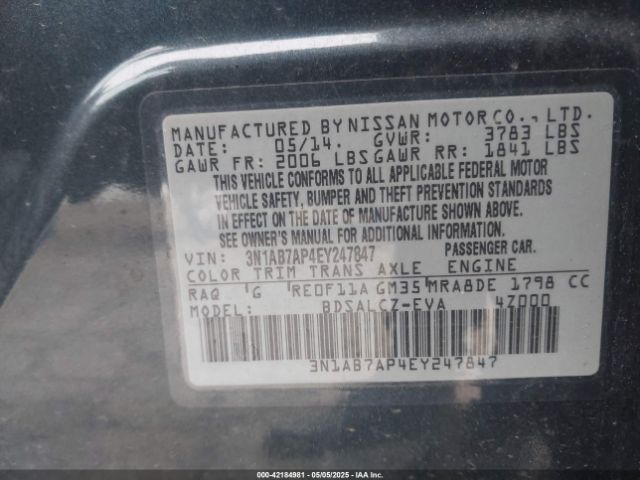 MANUFACTURED BY NISSAN MOTOR CO., LTD.
DATE: 05/14. GVWR: 3783 LBS
GAWR FR: 2006 LBS GAWR RR: 1841 LBS
THIS VEHICLE CONFORMS TO ALL APPLICABLE FEDERAL MOTOR
VEHICLE SAFETY, BUMPER AND THEFT PREVENTION STANDARDS
IN EFFECT ON THE DATE OF MANUFACTURE SHOWN ABOVE.
SEE OWNER'S MANUAL FOR ADDITIONAL INFORMATION.
VIN: 3N1AB7AP4EY247847 PASSENGER CAR.
COLOR TRIM TRANS AXLE ENGINE
RAQ G RE0F11A GM35 MRA8DE 1798 CC
MODEL: BDSALCZ-EVA 4Z000
3N1AB7AP4EY247847
000-42184981 - 05/05/2025 - IAA Inc.